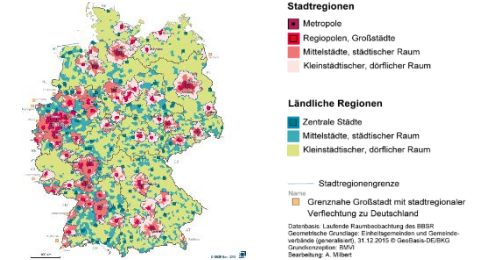 Stadtregionen
Metropole
Regiopolen, Großstädte
Mittelstädte, städtischer Raum
Kleinstädtischer, dörflicher Raum
Ländliche Regionen
Zentrale Städte
Mittelstädte, städtischer Raum
Kleinstädtischer, dörflicher Raum
Stadtregionengrenze
Name
Grenznahe Großstadt mit stadtregionaler
Verflechtung zu Deutschland
Datenbasis: Laufende Raumbeobachtung des BBSR
Geometrische Grundlage: Einheitsgemeinden und Gemeinde-
verbände (generalisiert), 31.12.2015 © GeoBasis-DE/BKG
Grundkonzeption: BMVI
Bearbeitung: A. Milbert